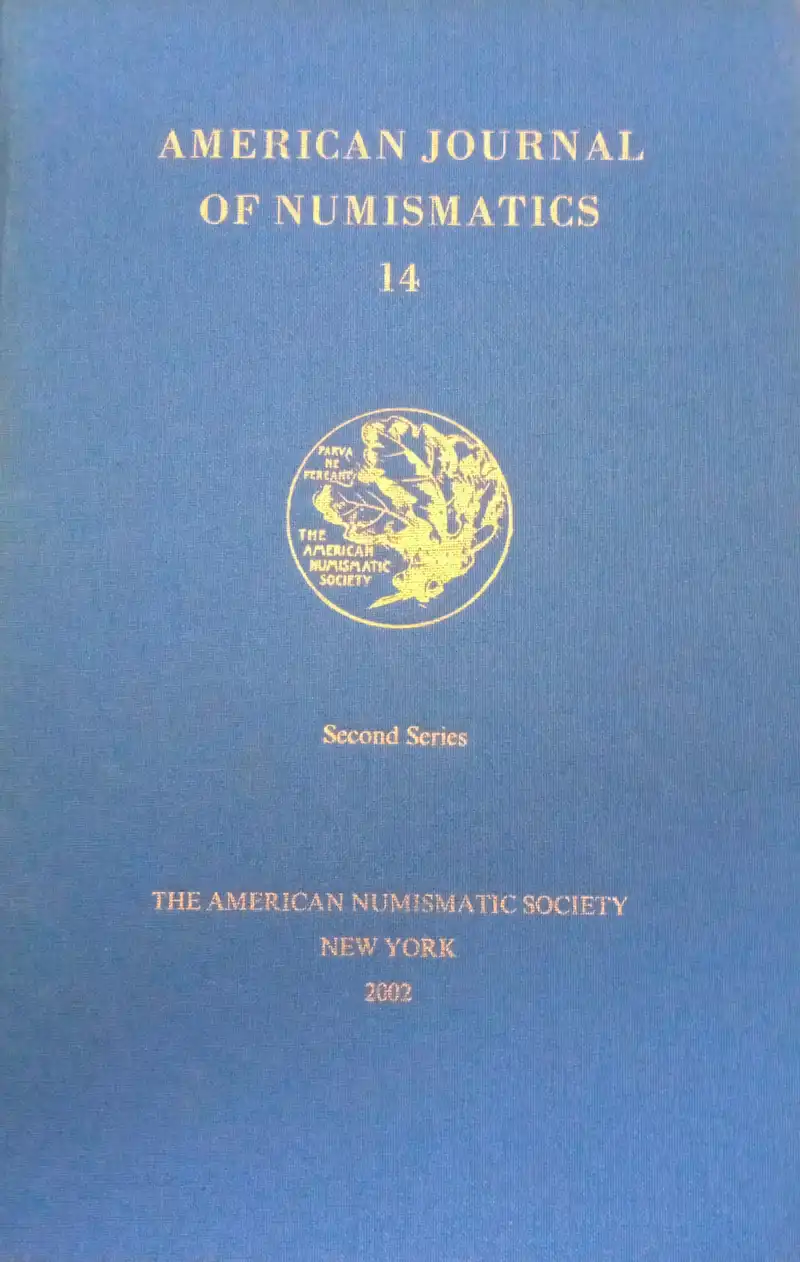 AMERICAN JOURNAL
OF NUMISMATICS
14
PARVA
NE
PEREANT
THE
AMERICAN
NUMISMATIC
SOCIETY
Second Series
THE AMERICAN NUMISMATIC SOCIETY
NEW YORK
2002